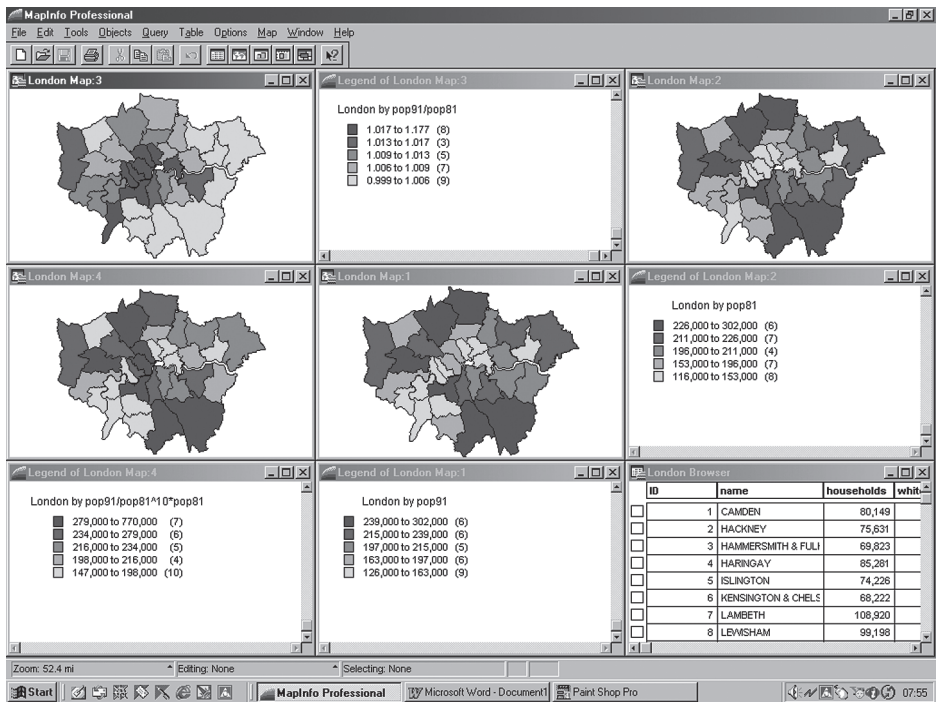 MapInfo Professional
File Edit Tools Objects Query Table Options Map Window Help
London Map:3
Legend of London Map:3
London by pop91/pop81
1.017 to 1.177 (8)
1.013 to 1.017 (3)
1.009 to 1.013 (5)
1.006 to 1.009 (7)
0.999 to 1.006 (9)
London Map:2
London Map:4
London Map:1
Legend of London Map:2
London by pop81
226,000 to 302,000 (6)
211,000 to 226,000 (7)
196,000 to 211,000 (4)
153,000 to 196,000 (7)
116,000 to 153,000 (8)
Legend of London Map:4
London by pop91/pop81^10*pop81
279,000 to 770,000 (7)
234,000 to 279,000 (6)
216,000 to 234,000 (5)
198,000 to 216,000 (4)
147,000 to 198,000 (10)
Legend of London Map:1
London by pop91
239,000 to 302,000 (6)
215,000 to 239,000 (6)
197,000 to 215,000 (5)
163,000 to 197,000 (6)
126,000 to 163,000 (9)
London Browser
ID name households white
1 CAMDEN 80,149
2 HACKNEY 75,631
3 HAMMERSMITH & FULH 69,823
4 HARINGAY 85,281
5 ISLINGTON 74,226
6 KENSINGTON & CHELS 68,222
7 LAMBETH 108,920
8 LEWISHAM 99,198
Zoom: 52.4 mi Editing: None Selecting: None
Start MapInfo Professional Microsoft Word - Document1 Paint Shop Pro 07:55